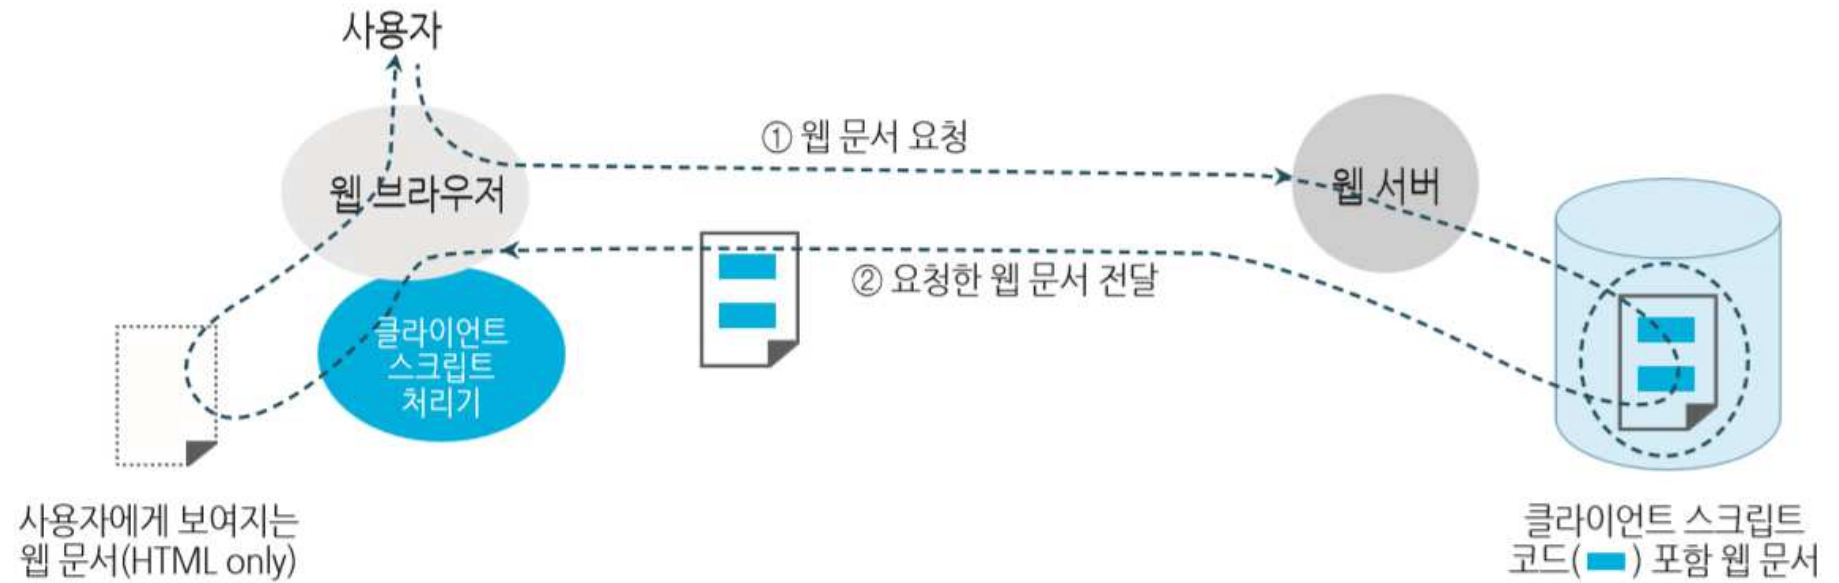 사용자
① 웹 문서 요청
웹 브라우저
웹 서버
② 요청한 웹 문서 전달
클라이언트
스크립트
처리기
사용자에게 보여지는
웹 문서(HTML only)
클라이언트 스크립트
코드( ) 포함 웹 문서